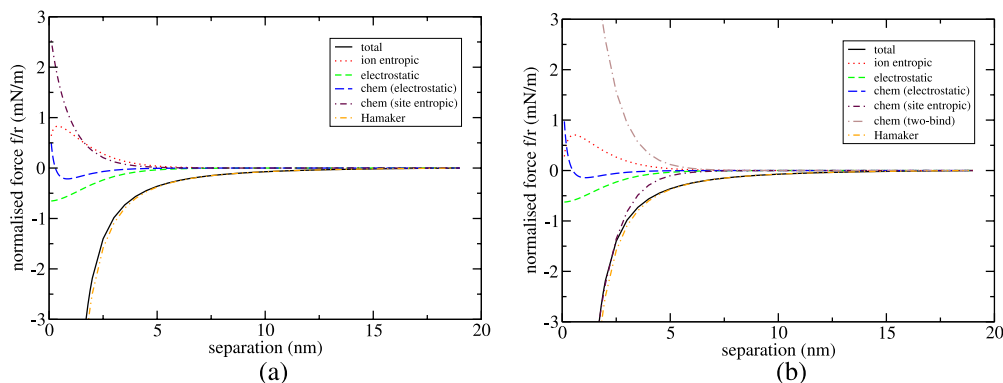 3
2
1
0
-1
-2
-3
normalised force f/r (mN/m)
total
ion entropic
electrostatic
chem (electrostatic)
chem (site entropic)
Hamaker
0
5
10
15
20
separation (nm)
(a)
3
2
1
0
-1
-2
-3
normalised force f/r (mN/m)
total
ion entropic
electrostatic
chem (electrostatic)
chem (site entropic)
chem (two-bind)
Hamaker
0
5
10
15
20
separation (nm)
(b)